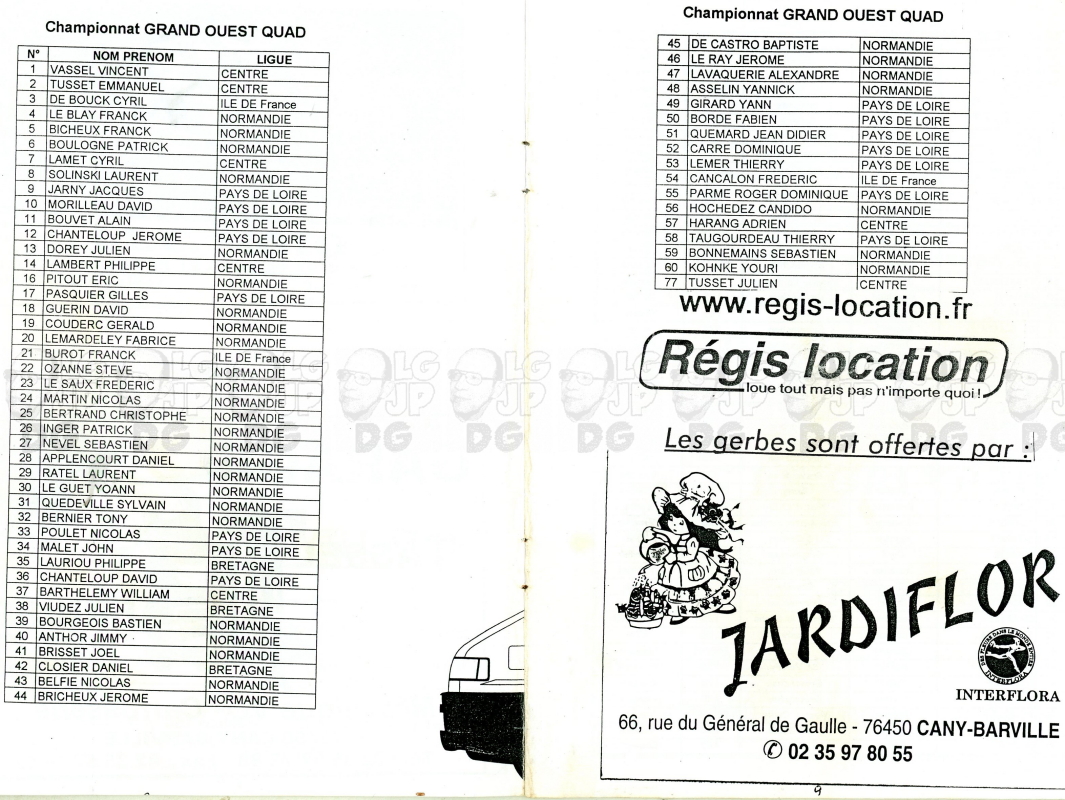 Championnat GRAND OUEST QUAD
N° NOM PRENOM LIGUE
1 VASSEL VINCENT CENTRE
2 TUSSET EMMANUEL CENTRE
3 DE BOUCK CYRIL ILE DE France
4 LE BLAY FRANCK NORMANDIE
5 BICHEUX FRANCK NORMANDIE
6 BOULOGNE PATRICK NORMANDIE
7 LAMET CYRIL CENTRE
8 SOLINSKI LAURENT NORMANDIE
9 JARNY JACQUES PAYS DE LOIRE
10 MORILLEAU DAVID PAYS DE LOIRE
11 BOUVET ALAIN PAYS DE LOIRE
12 CHANTELOUP JEROME PAYS DE LOIRE
13 DOREY JULIEN NORMANDIE
14 LAMBERT PHILIPPE CENTRE
16 PITOUT ERIC NORMANDIE
17 PASQUIER GILLES PAYS DE LOIRE
18 GUERIN DAVID NORMANDIE
19 COUDERC GERALD NORMANDIE
20 LEMARDELEY FABRICE NORMANDIE
21 BUROT FRANCK ILE DE France
22 OZANNE STEVE NORMANDIE
23 LE SAUX FREDERIC NORMANDIE
24 MARTIN NICOLAS NORMANDIE
25 BERTRAND CHRISTOPHE NORMANDIE
26 INGER PATRICK NORMANDIE
27 NEVEL SEBASTIEN NORMANDIE
28 APPLENCOURT DANIEL NORMANDIE
29 RATEL LAURENT NORMANDIE
30 LE GUET YOANN NORMANDIE
31 QUEDEVILLE SYLVAIN NORMANDIE
32 BERNIER TONY NORMANDIE
33 POULET NICOLAS PAYS DE LOIRE
34 MALET JOHN PAYS DE LOIRE
35 LAURIOU PHILIPPE BRETAGNE
36 CHANTELOUP DAVID PAYS DE LOIRE
37 BARTHELEMY WILLIAM CENTRE
38 VIUDEZ JULIEN BRETAGNE
39 BOURGEOIS BASTIEN NORMANDIE
40 ANTHOR JIMMY NORMANDIE
41 BRISSET JOEL NORMANDIE
42 CLOSIER DANIEL BRETAGNE
43 BELFIE NICOLAS NORMANDIE
44 BRICHEUX JEROME NORMANDIE
Championnat GRAND OUEST QUAD
45 DE CASTRO BAPTISTE NORMANDIE
46 LE RAY JEROME NORMANDIE
47 LAVAQUERIE ALEXANDRE NORMANDIE
48 ASSELIN YANNICK NORMANDIE
49 GIRARD YANN PAYS DE LOIRE
50 BORDE FABIEN PAYS DE LOIRE
51 QUEMARD JEAN DIDIER PAYS DE LOIRE
52 CARRE DOMINIQUE PAYS DE LOIRE
53 LEMER THIERRY PAYS DE LOIRE
54 CANCALON FREDERIC ILE DE France
55 PARME ROGER DOMINIQUE PAYS DE LOIRE
56 HOCHEDEZ CANDIDO NORMANDIE
57 HARANG ADRIEN CENTRE
58 TAUGOURDEAU THIERRY PAYS DE LOIRE
59 BONNEMAINS SEBASTIEN NORMANDIE
60 KOHNKE YOURI NORMANDIE
77 TUSSET JULIEN CENTRE
www.regis-location.fr
Régis location
loue tout mais pas n'importe quoi !
Les gerbes sont offertes par :
JARDIFLOR
INTERFLORA
INTERFLORA
66, rue du Général de Gaulle - 76450 CANY-BARVILLE
✆ 02 35 97 80 55
9
LG JP DG